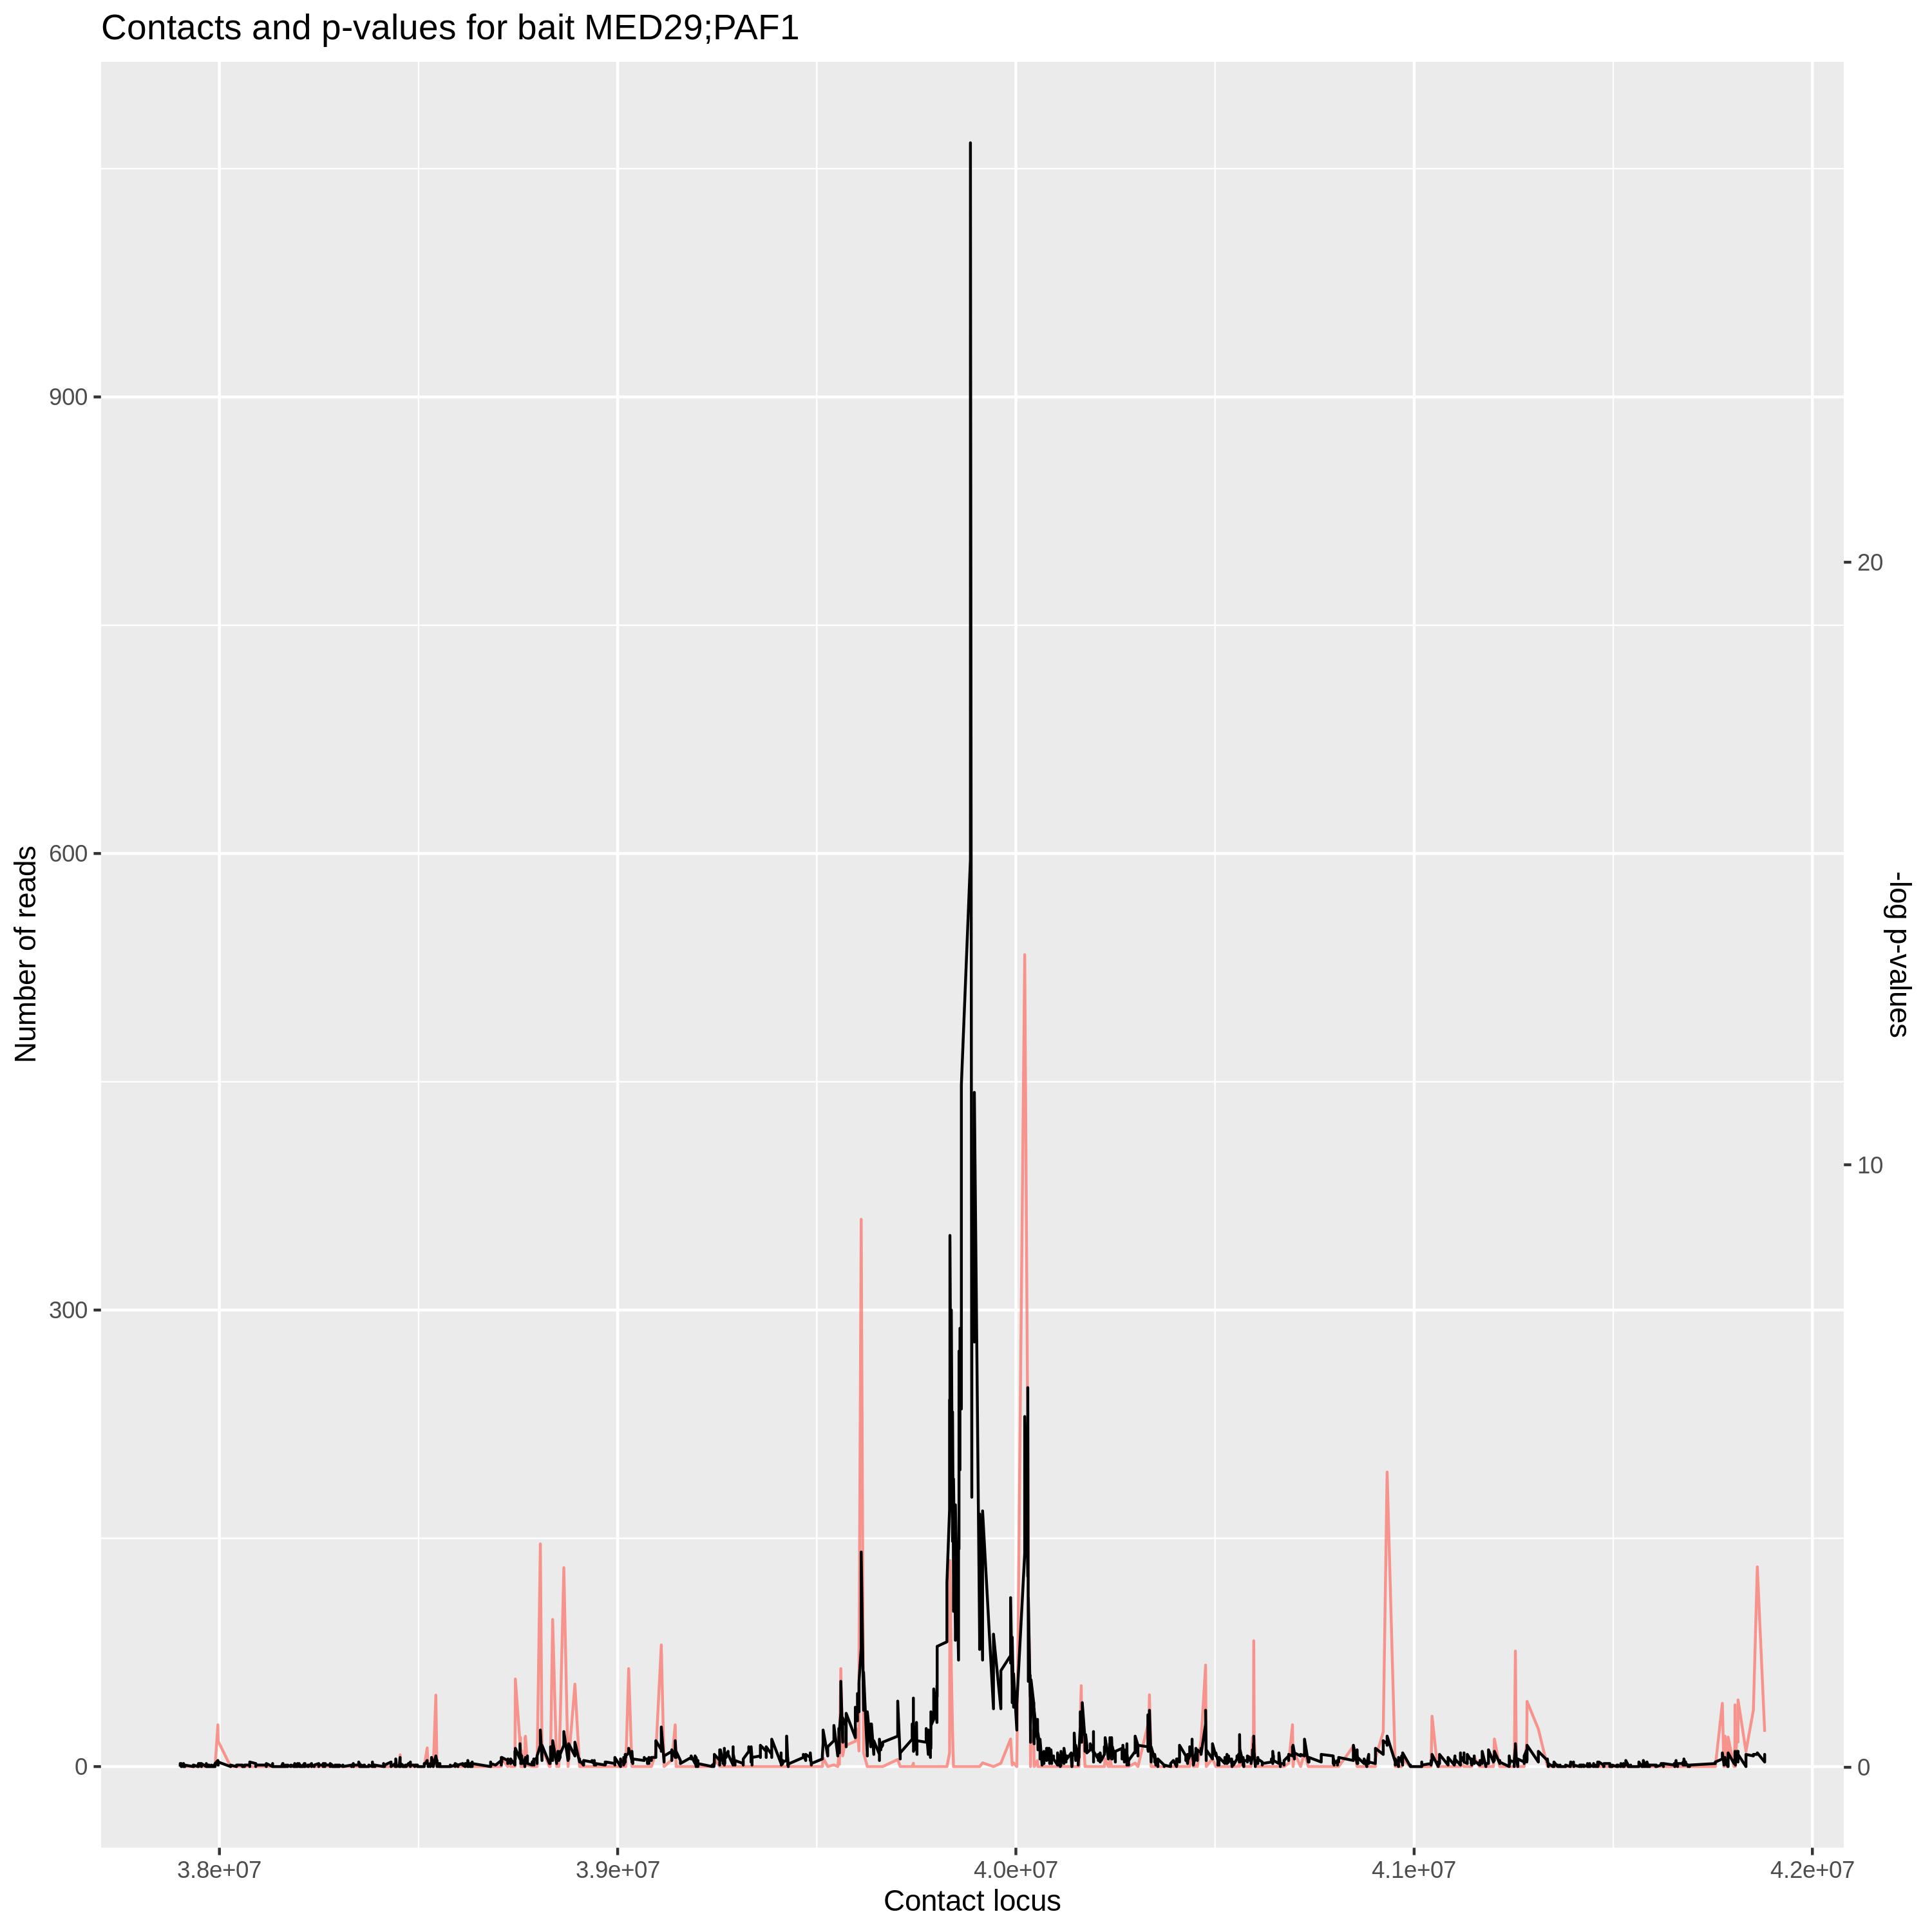 Contacts and p-values for bait MED29;PAF1
900
600
300
0
Number of reads
20
10
0
-log p-values
3.8e+07 3.9e+07 4.0e+07 4.1e+07 4.2e+07
Contact locus